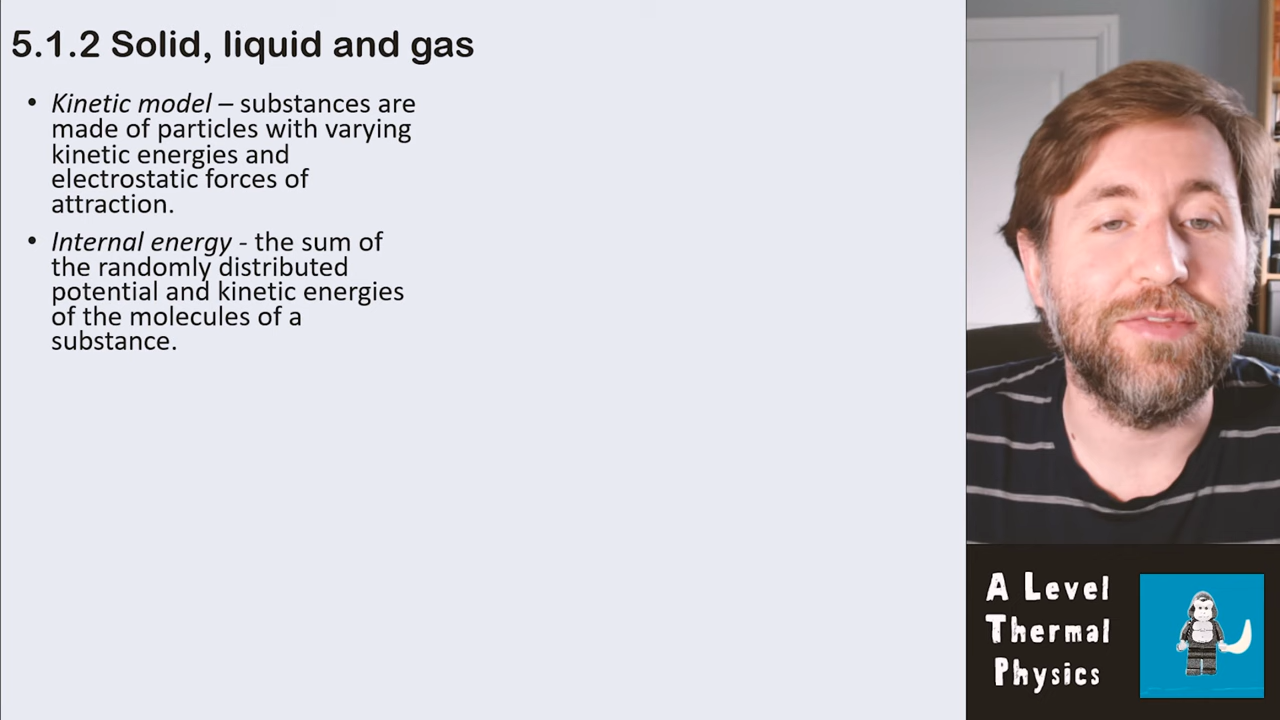 5.1.2 Solid, liquid and gas
• Kinetic model – substances are
made of particles with varying
kinetic energies and
electrostatic forces of
attraction.
• Internal energy - the sum of
the randomly distributed
potential and kinetic energies
of the molecules of a
substance.
A Level
Thermal
Physics